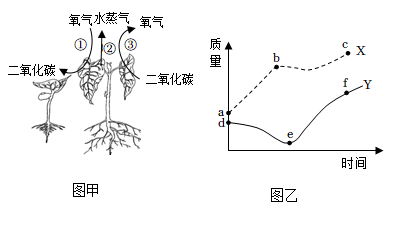 氧气 水蒸气 氧气
① ② ③
二氧化碳 二氧化碳
图甲
质量
a
b
c X
d
e
f Y
时间
图乙